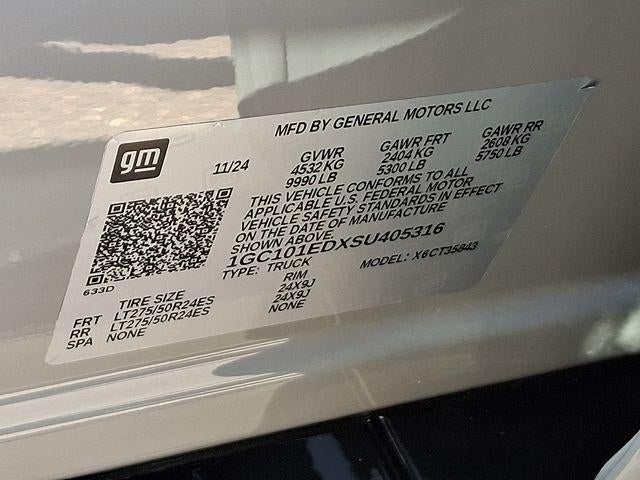 MFD BY GENERAL MOTORS LLC
gm
11/24 GVWR GAWR FRT GAWR RR
4532 KG 2404 KG 2608 KG
9990 LB 5300 LB 5750 LB
THIS VEHICLE CONFORMS TO ALL
APPLICABLE U.S. FEDERAL MOTOR
VEHICLE SAFETY STANDARDS IN EFFECT
ON THE DATE OF MANUFACTURE
SHOWN ABOVE.
1GC101EDXSU405316
TYPE: TRUCK MODEL: X6CT35843
633D
TIRE SIZE RIM
FRT LT275/50R24ES 24X9J
RR LT275/50R24ES 24X9J
SPA NONE NONE